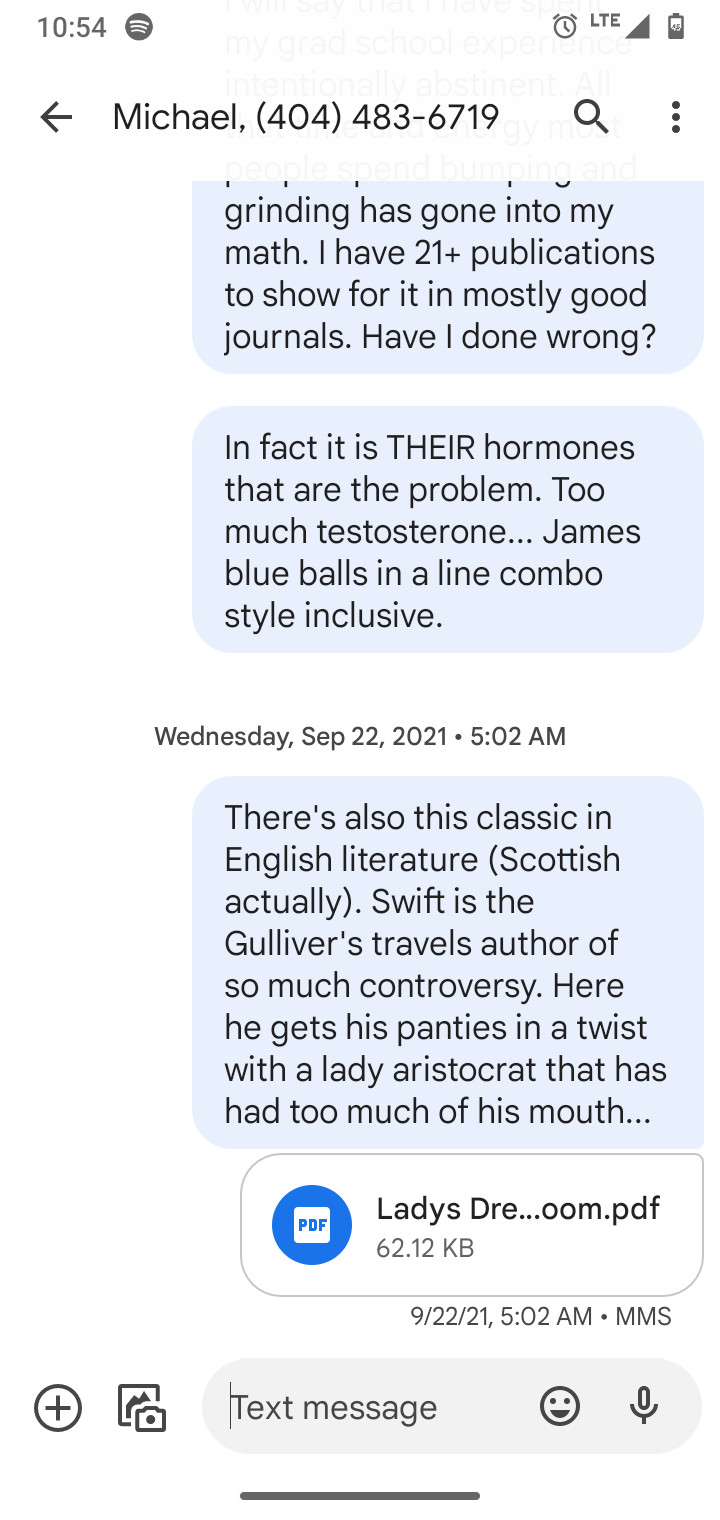 10:54
LTE
45
I will say that I have spent
my grad school experience
intentionally abstinent. All
Michael, (404) 483-6719
that time and energy most
people spend bumping and
grinding has gone into my
math. I have 21+ publications
to show for it in mostly good
journals. Have I done wrong?
In fact it is THEIR hormones
that are the problem. Too
much testosterone... James
blue balls in a line combo
style inclusive.
Wednesday, Sep 22, 2021 • 5:02 AM
There's also this classic in
English literature (Scottish
actually). Swift is the
Gulliver's travels author of
so much controversy. Here
he gets his panties in a twist
with a lady aristocrat that has
had too much of his mouth...
PDF
Ladys Dre...oom.pdf
62.12 KB
9/22/21, 5:02 AM • MMS
Text message